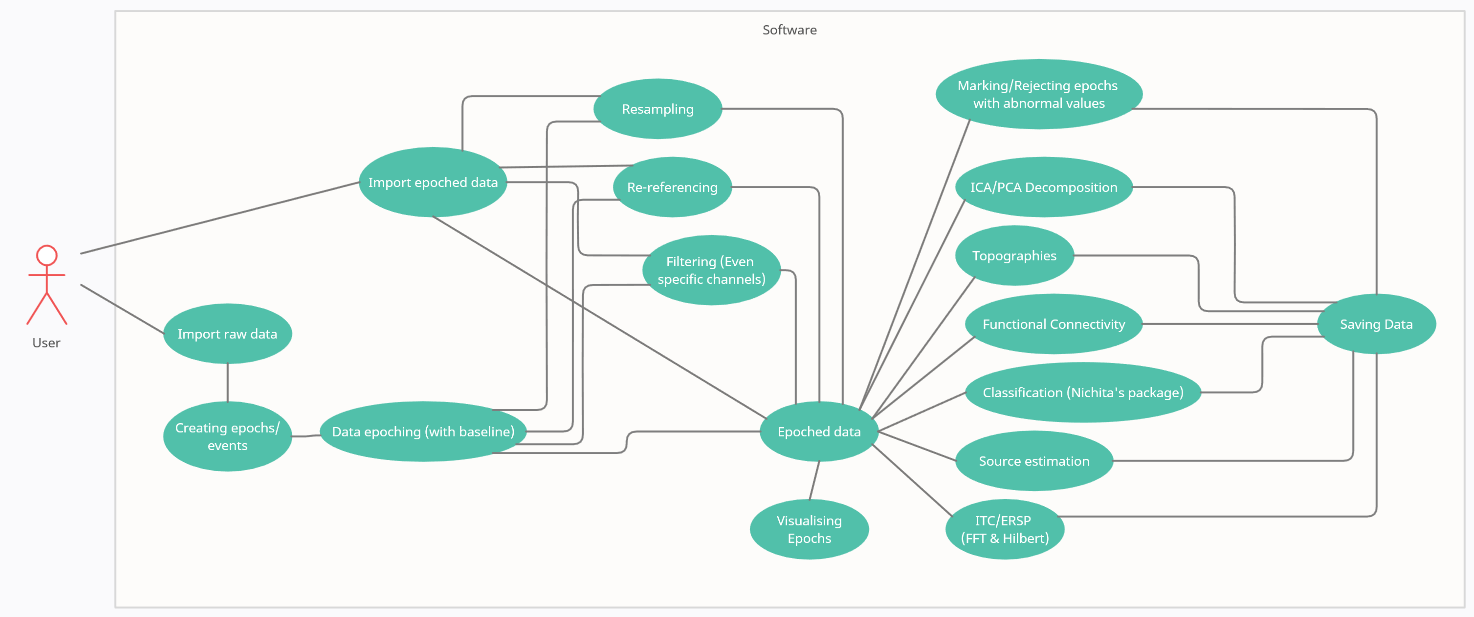 Software
Marking/Rejecting epochs
with abnormal values
Resampling
Import epoched data
Re-referencing
ICA/PCA Decomposition
Filtering (Even
specific channels)
Topographies
User
Import raw data
Functional Connectivity
Saving Data
Classification (Nichita's package)
Creating epochs/
events
Data epoching (with baseline)
Epoched data
Source estimation
Visualising
Epochs
ITC/ERSP
(FFT & Hilbert)